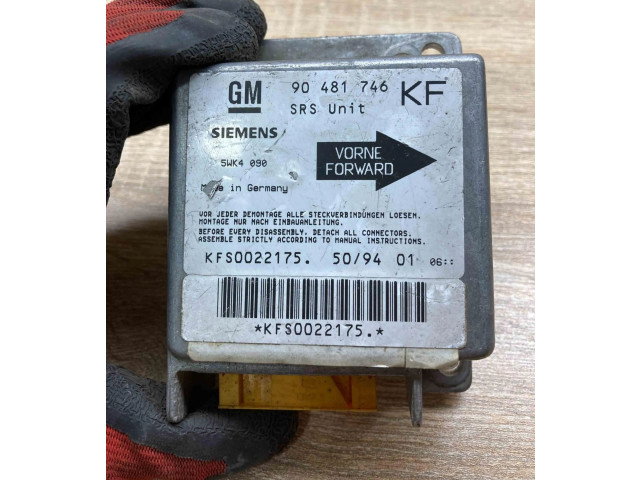 GM 90 481 746 KF
SRS Unit
SIEMENS
5WK4 090
VORNE
FORWARD
in Germany
VOR JEDER DEMONTAGE ALLE STECKVERBINDUNGEN LOESEN.
MONTAGE NUR NACH EINBAUANLEITUNG.
BEFORE EVERY DISASSEMBLY, DETACH ALL CONNECTORS.
ASSEMBLE STRICTLY ACCORDING TO MANUAL INSTRUCTIONS.
KFS0022175. 50/94 01 06::
*KFS0022175.*